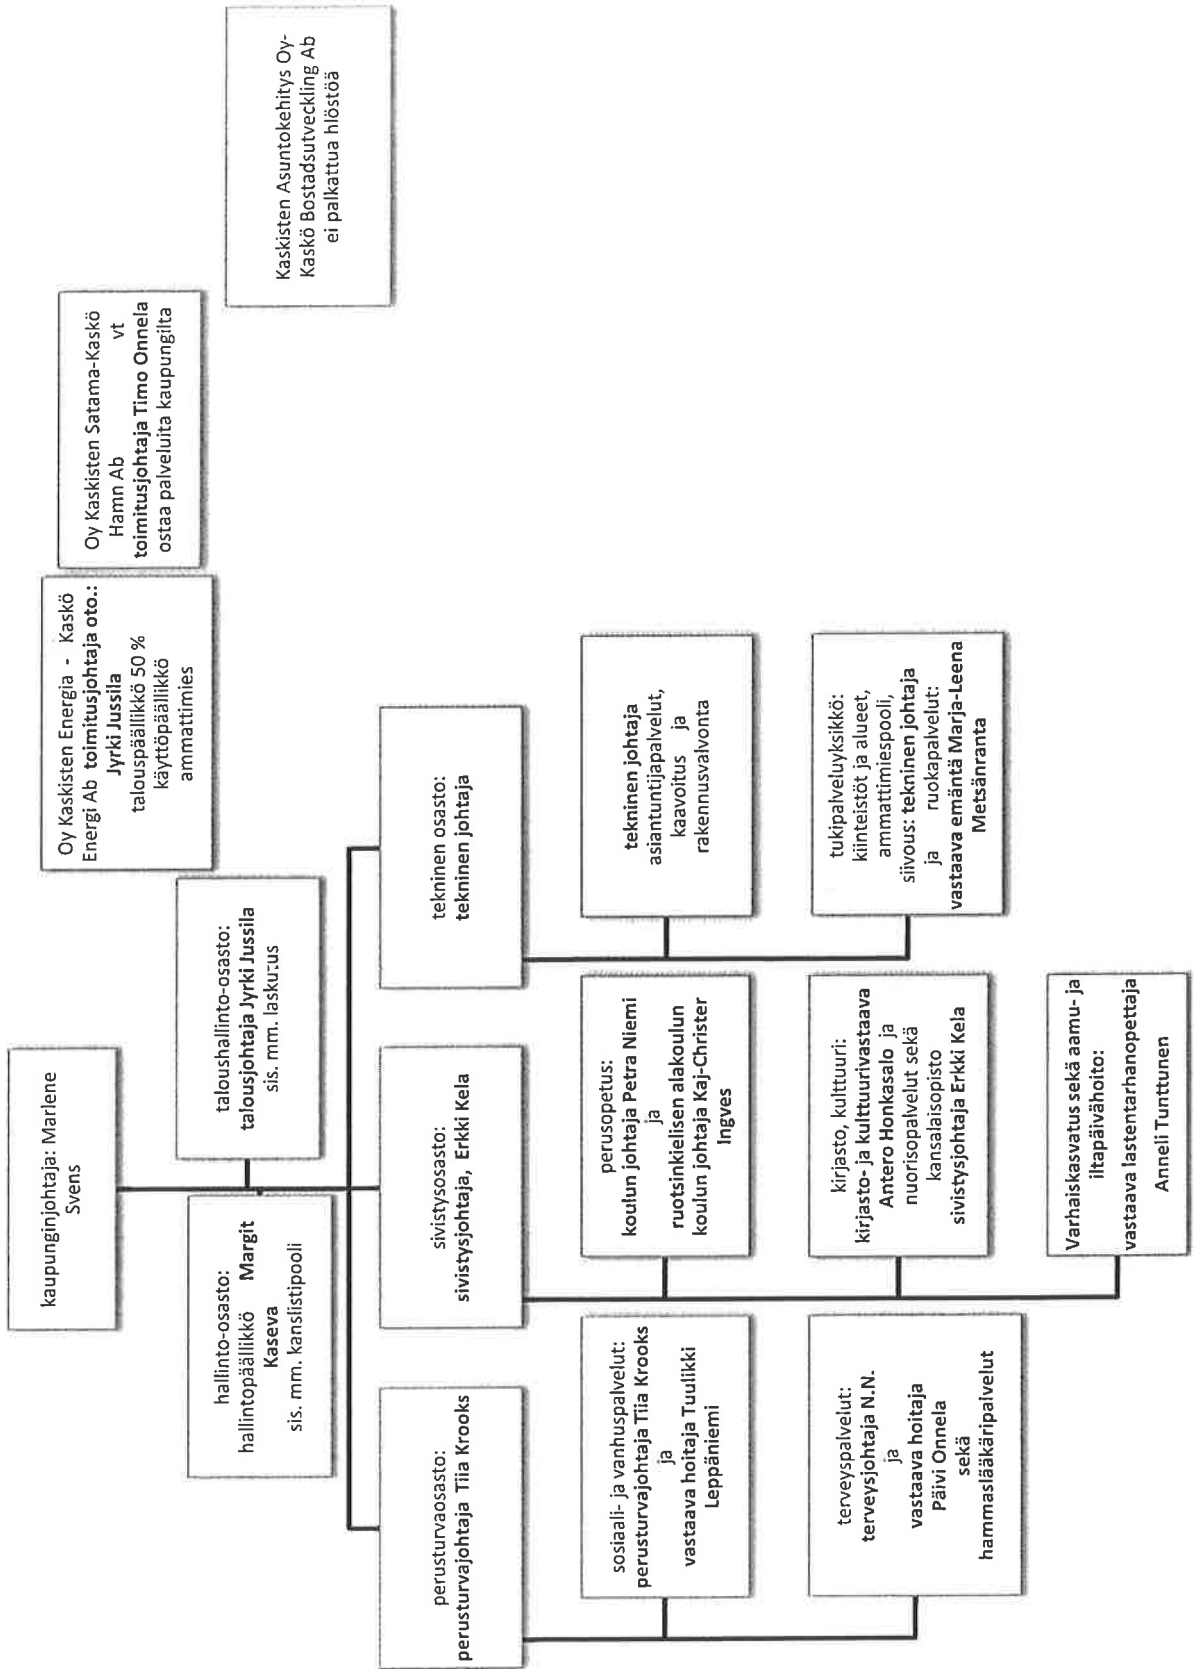 kaupunginjohtaja: Marlene
Svens
hallinto-osasto:
hallintopäällikkö Margit
Kaseva
sis. mm. kanslistipooli
taloushallinto-osasto:
talousjohtaja Jyrki Jussila
sis. mm. laskutus
Oy Kaskisten Energia - Kaskö
Energi Ab toimitusjohtaja oto.:
Jyrki Jussila
talouspäällikkö 50 %
käyttöpäällikkö
ammattimies
Oy Kaskisten Satama-Kaskö
Hamn Ab vt
toimitusjohtaja Timo Onnela
ostaa palveluita kaupungilta
Kaskisten Asuntokehitys Oy-
Kaskö Bostadsutveckling Ab
ei palkattua hlöstöä
perusturvaosasto:
perusturvajohtaja Tiia Krooks
sivistysosasto:
sivistysjohtaja, Erkki Kela
tekninen osasto:
tekninen johtaja
sosiaali- ja vanhuspalvelut:
perusturvajohtaja Tiia Krooks
ja
vastaava hoitaja Tuulikki
Leppäniemi
perusopetus:
koulun johtaja Petra Niemi
ja
ruotsinkielisen alakoulun
koulun johtaja Kaj-Christer
Ingves
tekninen johtaja
asiantuntijapalvelut,
kaavoitus ja
rakennusvalvonta
terveyspalvelut:
terveysjohtaja N.N.
ja
vastaava hoitaja
Päivi Onnela
sekä
hammaslääkäripalvelut
kirjasto, kulttuuri:
kirjasto- ja kulttuurivastaava
Antero Honkasalo ja
nuorisopalvelut sekä
kansalaisopisto
sivistysjohtaja Erkki Kela
tukipalveluyksikkö:
kiinteistöt ja alueet,
ammattimiespooli,
siivous: tekninen johtaja
ja ruokapalvelut:
vastaava emäntä Marja-Leena
Metsänranta
Varhaiskasvatus sekä aamu- ja
iltapäivähoito:
vastaava lastentarhanopettaja
Anneli Tunttunen